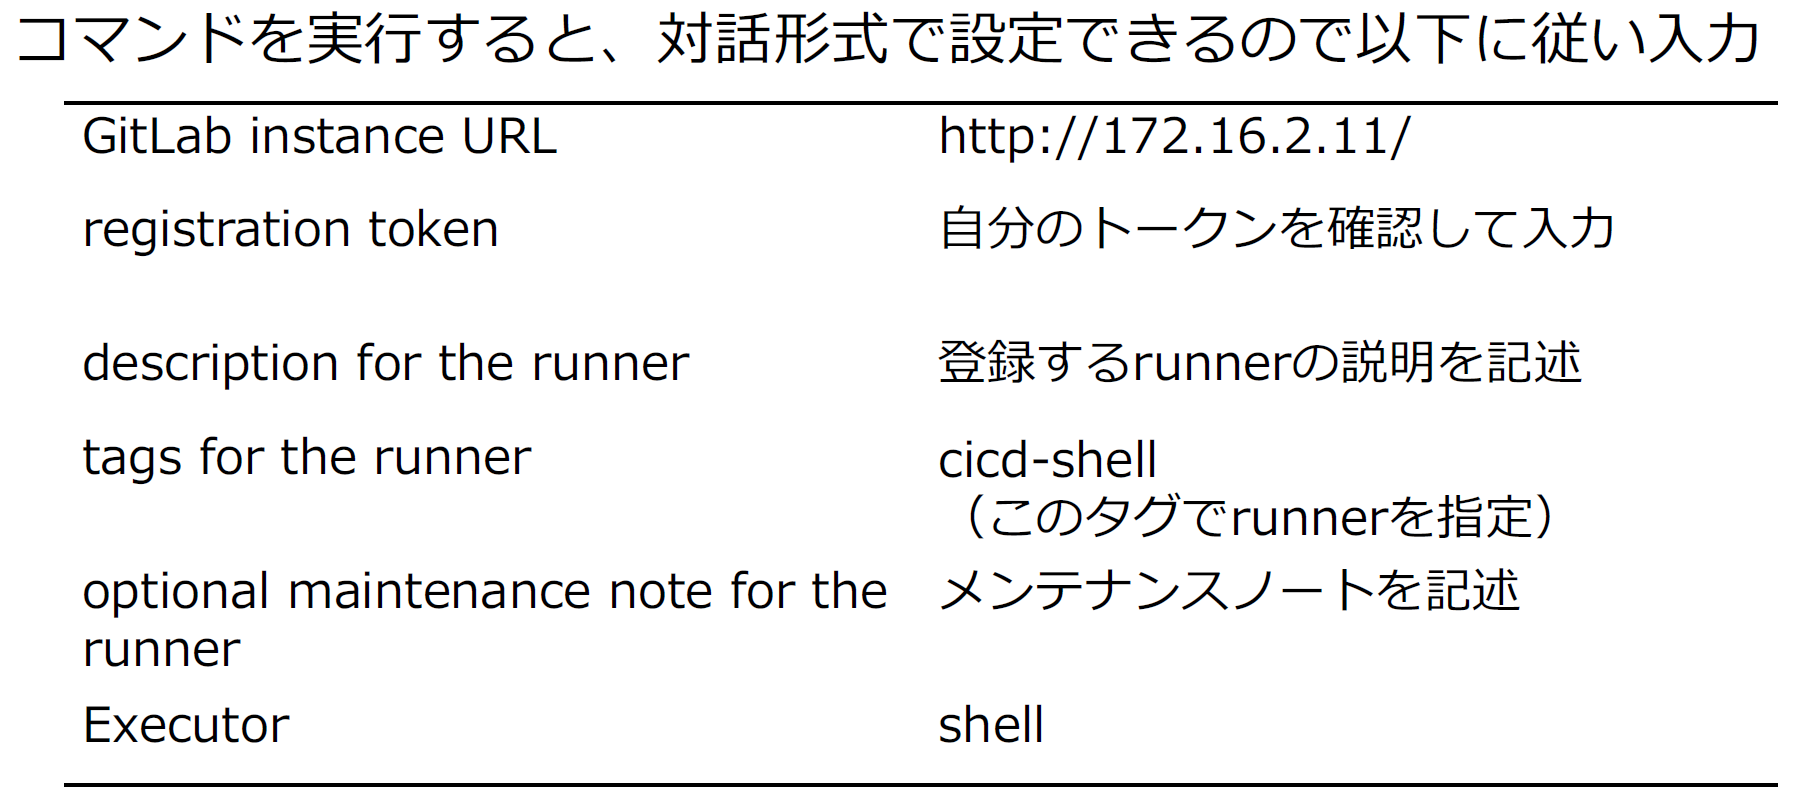 コマンドを実行すると、対話形式で設定できるので以下に従い入力
GitLab instance URL
http://172.16.2.11/
registration token
自分のトークンを確認して入力
description for the runner
登録するrunnerの説明を記述
tags for the runner
cicd-shell
（このタグでrunnerを指定）
optional maintenance note for the
runner
メンテナンスノートを記述
Executor
shell